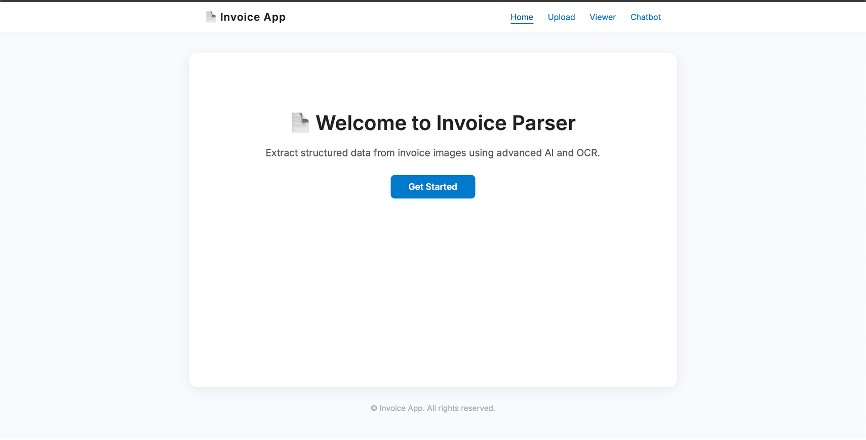 Invoice App
Home Upload Viewer Chatbot
Welcome to Invoice Parser
Extract structured data from invoice images using advanced AI and OCR.
Get Started
© Invoice App. All rights reserved.